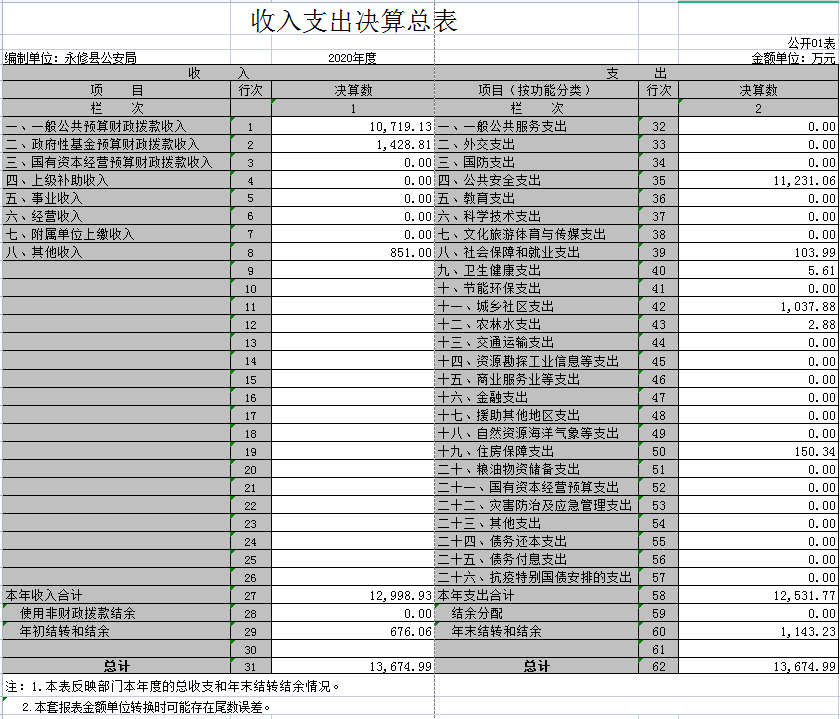 收入支出决算总表
公开01表
编制单位：永修县公安局 2020年度 金额单位：万元
收 入 支 出
项 目 行次 决算数 项目（按功能分类） 行次 决算数
栏 次 1 栏 次 2
一、一般公共预算财政拨款收入 1 10,719.13 一、一般公共服务支出 32 0.00
二、政府性基金预算财政拨款收入 2 1,428.81 二、外交支出 33 0.00
三、国有资本经营预算财政拨款收入 3 0.00 三、国防支出 34 0.00
四、上级补助收入 4 0.00 四、公共安全支出 35 11,231.06
五、事业收入 5 0.00 五、教育支出 36 0.00
六、经营收入 6 0.00 六、科学技术支出 37 0.00
七、附属单位上缴收入 7 0.00 七、文化旅游体育与传媒支出 38 0.00
八、其他收入 8 851.00 八、社会保障和就业支出 39 103.99
9 九、卫生健康支出 40 5.61
10 十、节能环保支出 41 0.00
11 十一、城乡社区支出 42 1,037.88
12 十二、农林水支出 43 2.88
13 十三、交通运输支出 44 0.00
14 十四、资源勘探工业信息等支出 45 0.00
15 十五、商业服务业等支出 46 0.00
16 十六、金融支出 47 0.00
17 十七、援助其他地区支出 48 0.00
18 十八、自然资源海洋气象等支出 49 0.00
19 十九、住房保障支出 50 150.34
20 二十、粮油物资储备支出 51 0.00
21 二十一、国有资本经营预算支出 52 0.00
22 二十二、灾害防治及应急管理支出 53 0.00
23 二十三、其他支出 54 0.00
24 二十四、债务还本支出 55 0.00
25 二十五、债务付息支出 56 0.00
26 二十六、抗疫特别国债安排的支出 57 0.00
本年收入合计 27 12,998.93 本年支出合计 58 12,531.77
使用非财政拨款结余 28 0.00 结余分配 59 0.00
年初结转和结余 29 676.06 年末结转和结余 60 1,143.23
30 61
总计 31 13,674.99 总计 62 13,674.99
注：1.本表反映部门本年度的总收支和年末结转结余情况。
2.本套报表金额单位转换时可能存在尾数误差。